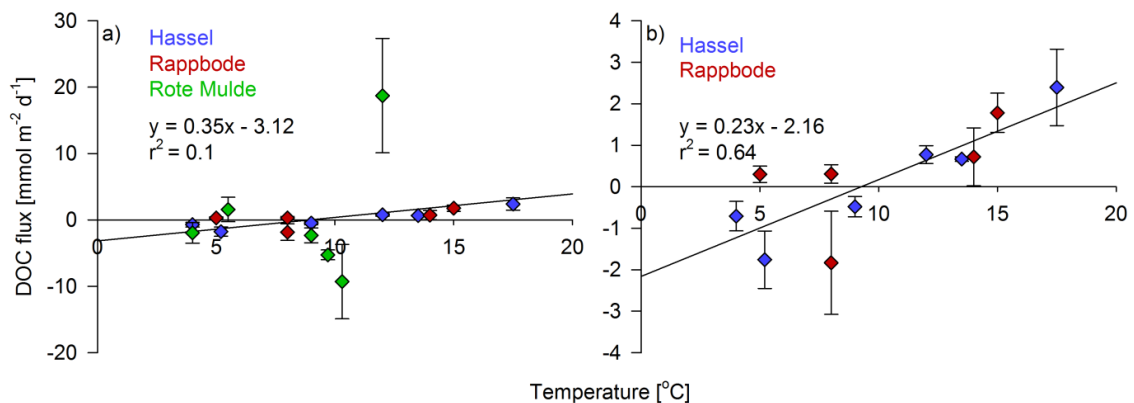 a)
Hassel
Rappbode
Rote Mulde
y = 0.35x - 3.12
r² = 0.1
DOC flux [mmol m⁻² d⁻¹]
30
20
10
0
-10
-20
0 5 10 15 20
b)
Hassel
Rappbode
y = 0.23x - 2.16
r² = 0.64
4
3
2
1
0
-1
-2
-3
-4
0 5 10 15 20
Temperature [°C]